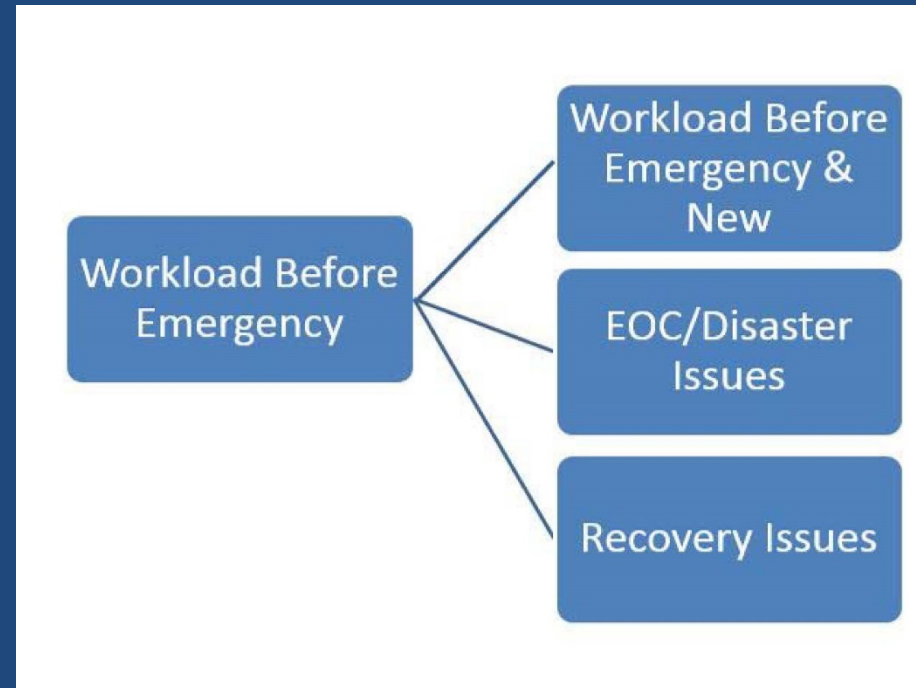 Workload Before
Emergency
Workload Before
Emergency &
New
EOC/Disaster
Issues
Recovery Issues